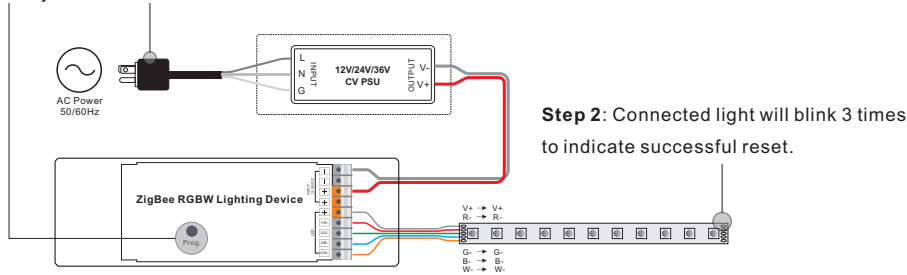 L
N
G
INPUT
12V/24V/36V
CV PSU
OUTPUT
V-
V+
AC Power
50/60Hz
Step 2: Connected light will blink 3 times
to indicate successful reset.
ZigBee RGBW Lighting Device
Prog.
INPUT
V+ → V+
R- → R-
G- → G-
B- → B-
W- → W-